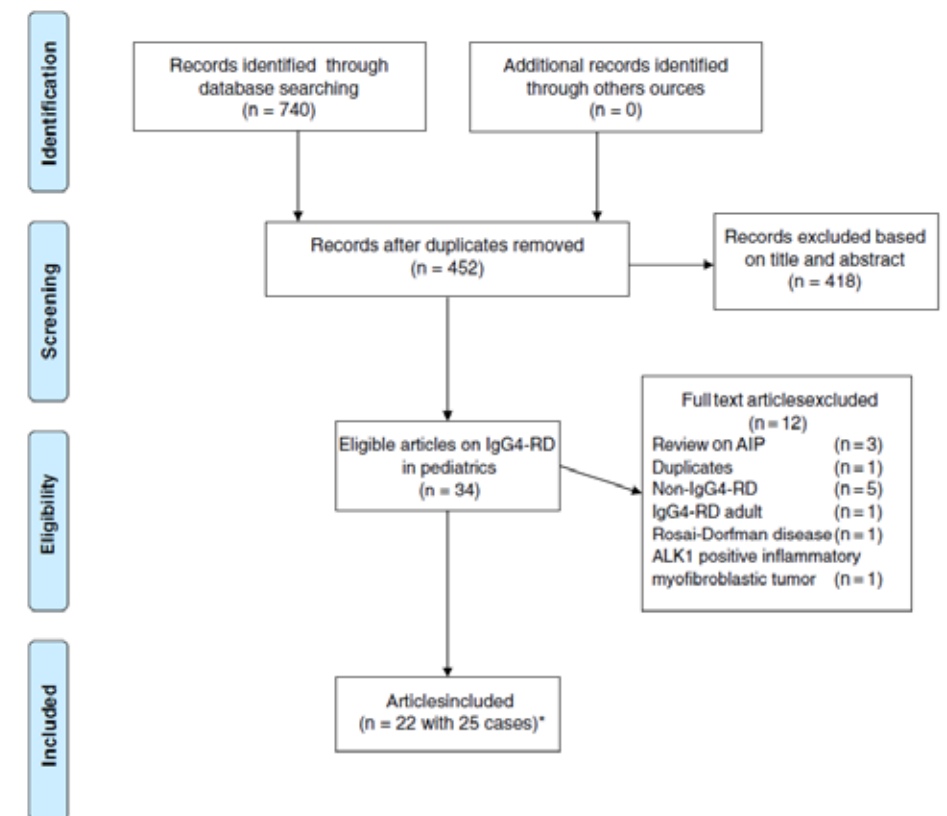 Identification
Records identified through
database searching
(n = 740)
Additional records identified
through others ources
(n = 0)
Screening
Records after duplicates removed
(n = 452)
Records excluded based
on title and abstract
(n = 418)
Eligibility
Eligible articles on IgG4-RD
in pediatrics
(n = 34)
Full text articlesexcluded
(n = 12)
Review on AIP (n = 3)
Duplicates (n = 1)
Non-IgG4-RD (n = 5)
IgG4-RD adult (n = 1)
Rosai-Dorfman disease (n = 1)
ALK1 positive inflammatory
myofibroblastic tumor (n = 1)
Included
Articlesincluded
(n = 22 with 25 cases)*